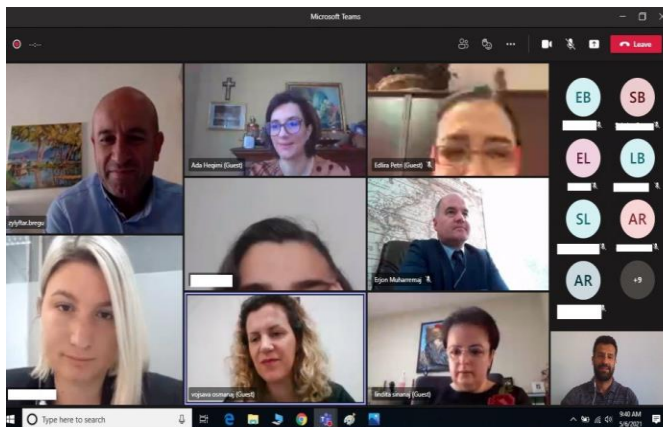 Microsoft Teams
--:--
Leave
zylyftar.bregu
Ada Heqimi (Guest)
Edlira Petri (Guest)
Erjon Muharremaj
vojsava osmanaj (Guest)
lindita sinanaj (Guest)
EB
SB
EL
LB
SL
AR
AR
+9
Type here to search
9:40 AM
5/6/2021